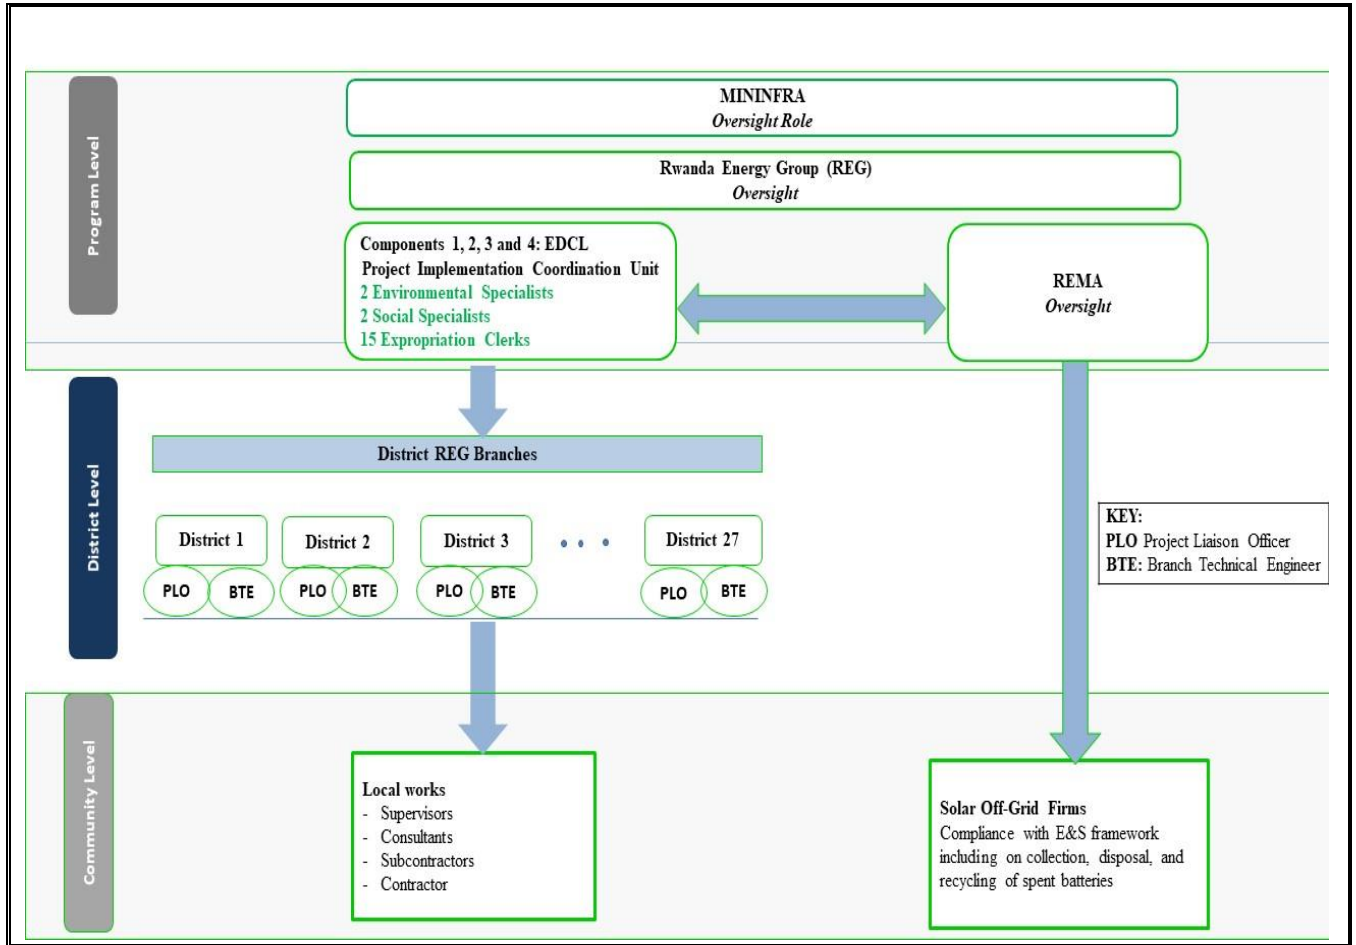 Program Level
MININFRA
Oversight Role
Rwanda Energy Group (REG)
Oversight
Components 1, 2, 3 and 4: EDCL
Project Implementation Coordination Unit
2 Environmental Specialists
2 Social Specialists
15 Expropriation Clerks
REMA
Oversight
District Level
District REG Branches
District 1
District 2
District 3
• • •
District 27
PLO
BTE
PLO
BTE
PLO
BTE
PLO
BTE
KEY:
PLO Project Liaison Officer
BTE: Branch Technical Engineer
Community Level
Local works
- Supervisors
- Consultants
- Subcontractors
- Contractor
Solar Off-Grid Firms
Compliance with E&S framework
including on collection, disposal, and
recycling of spent batteries